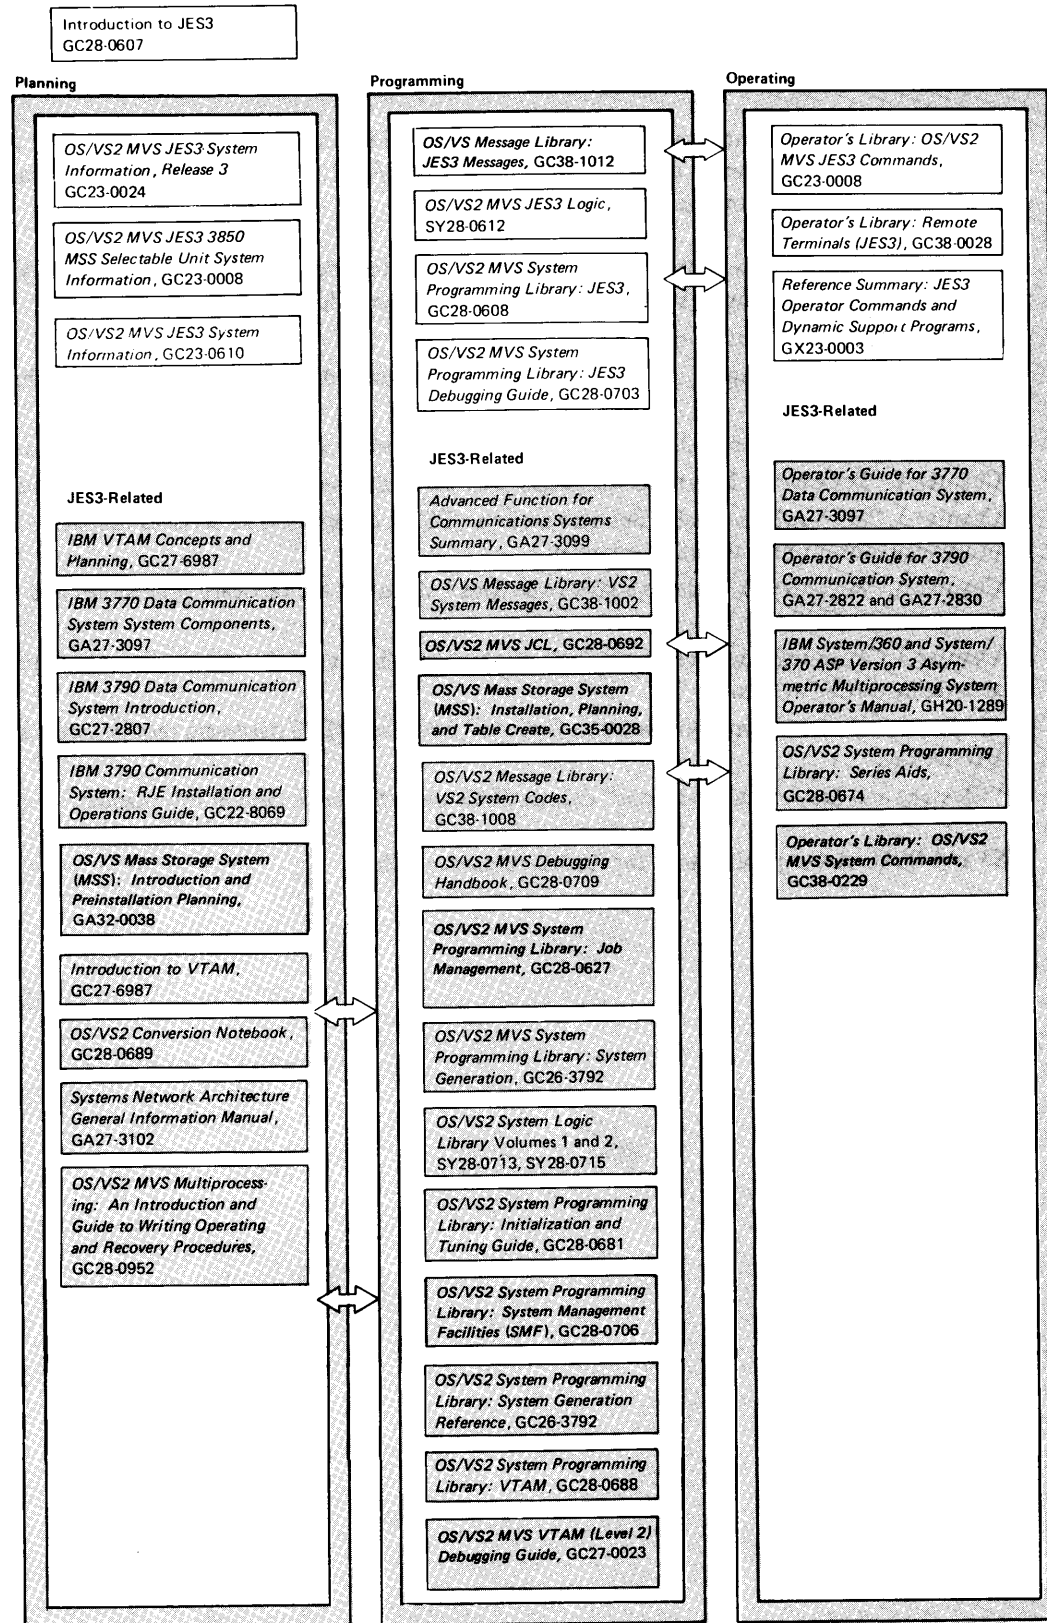 Introduction to JES3
GC28-0607
Planning
OS/VS2 MVS JES3 System
Information, Release 3
GC23-0024
OS/VS2 MVS JES3 3850
MSS Selectable Unit System
Information, GC23-0008
OS/VS2 MVS JES3 System
Information, GC23-0610
JES3-Related
IBM VTAM Concepts and
Planning, GC27-6987
IBM 3770 Data Communication
System System Components,
GA27-3097
IBM 3790 Data Communication
System Introduction,
GC27-2807
IBM 3790 Communication
System: RJE Installation and
Operations Guide, GC22-8069
OS/VS Mass Storage System
(MSS): Introduction and
Preinstallation Planning,
GA32-0038
Introduction to VTAM,
GC27-6987
OS/VS2 Conversion Notebook,
GC28-0689
Systems Network Architecture
General Information Manual,
GA27-3102
OS/VS2 MVS Multiprocess-
ing: An Introduction and
Guide to Writing Operating
and Recovery Procedures,
GC28-0952
Programming
OS/VS Message Library:
JES3 Messages, GC38-1012
OS/VS2 MVS JES3 Logic,
SY28-0612
OS/VS2 MVS System
Programming Library: JES3,
GC28-0608
OS/VS2 MVS System
Programming Library: JES3
Debugging Guide, GC28-0703
JES3-Related
Advanced Function for
Communications Systems
Summary, GA27-3099
OS/VS Message Library: VS2
System Messages, GC38-1002
OS/VS2 MVS JCL, GC28-0692
OS/VS Mass Storage System
(MSS): Installation, Planning,
and Table Create, GC35-0028
OS/VS2 Message Library:
VS2 System Codes,
GC38-1008
OS/VS2 MVS Debugging
Handbook, GC28-0709
OS/VS2 MVS System
Programming Library: Job
Management, GC28-0627
OS/VS2 MVS System
Programming Library: System
Generation, GC26-3792
OS/VS2 System Logic
Library Volumes 1 and 2,
SY28-0713, SY28-0715
OS/VS2 System Programming
Library: Initialization and
Tuning Guide, GC28-0681
OS/VS2 System Programming
Library: System Management
Facilities (SMF), GC28-0706
OS/VS2 System Programming
Library: System Generation
Reference, GC26-3792
OS/VS2 System Programming
Library: VTAM, GC28-0688
OS/VS2 MVS VTAM (Level 2)
Debugging Guide, GC27-0023
Operating
Operator's Library: OS/VS2
MVS JES3 Commands,
GC23-0008
Operator's Library: Remote
Terminals (JES3), GC38-0028
Reference Summary: JES3
Operator Commands and
Dynamic Support Programs,
GX23-0003
JES3-Related
Operator's Guide for 3770
Data Communication System,
GA27-3097
Operator's Guide for 3790
Communication System,
GA27-2822 and GA27-2830
IBM System/360 and System/
370 ASP Version 3 Asym-
metric Multiprocessing System
Operator's Manual, GH20-1289
OS/VS2 System Programming
Library: Series Aids,
GC28-0674
Operator's Library: OS/VS2
MVS System Commands,
GC38-0229